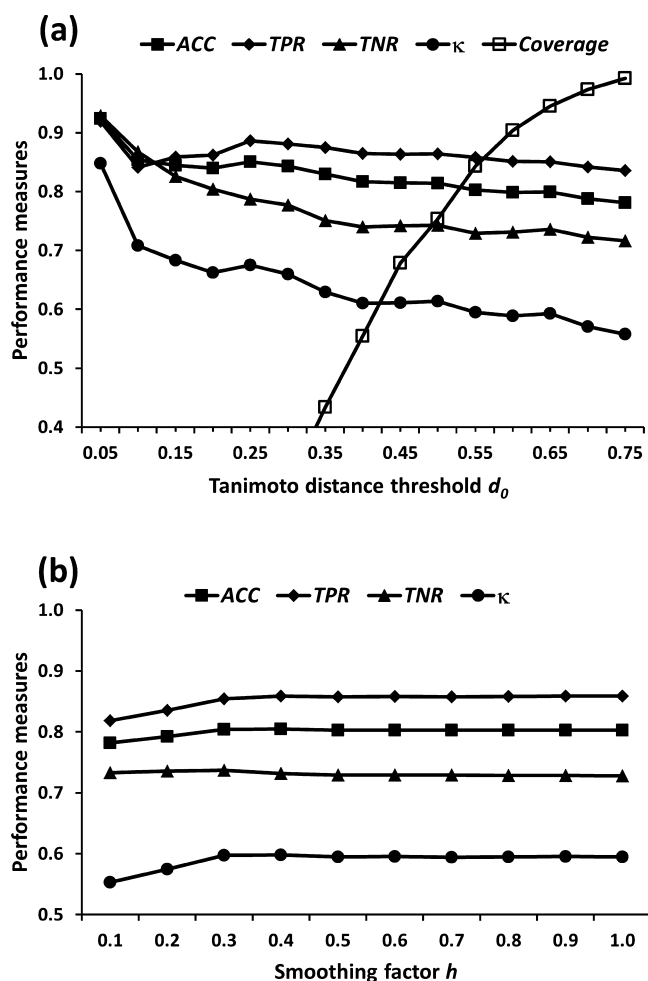 (a)
ACC TPR TNR κ Coverage
1.0
0.9
0.8
0.7
0.6
0.5
0.4
Performance measures
0.05 0.15 0.25 0.35 0.45 0.55 0.65 0.75
Tanimoto distance threshold d0
(b)
ACC TPR TNR κ
1.0
0.9
0.8
0.7
0.6
0.5
Performance measures
0.1 0.2 0.3 0.4 0.5 0.6 0.7 0.8 0.9 1.0
Smoothing factor h